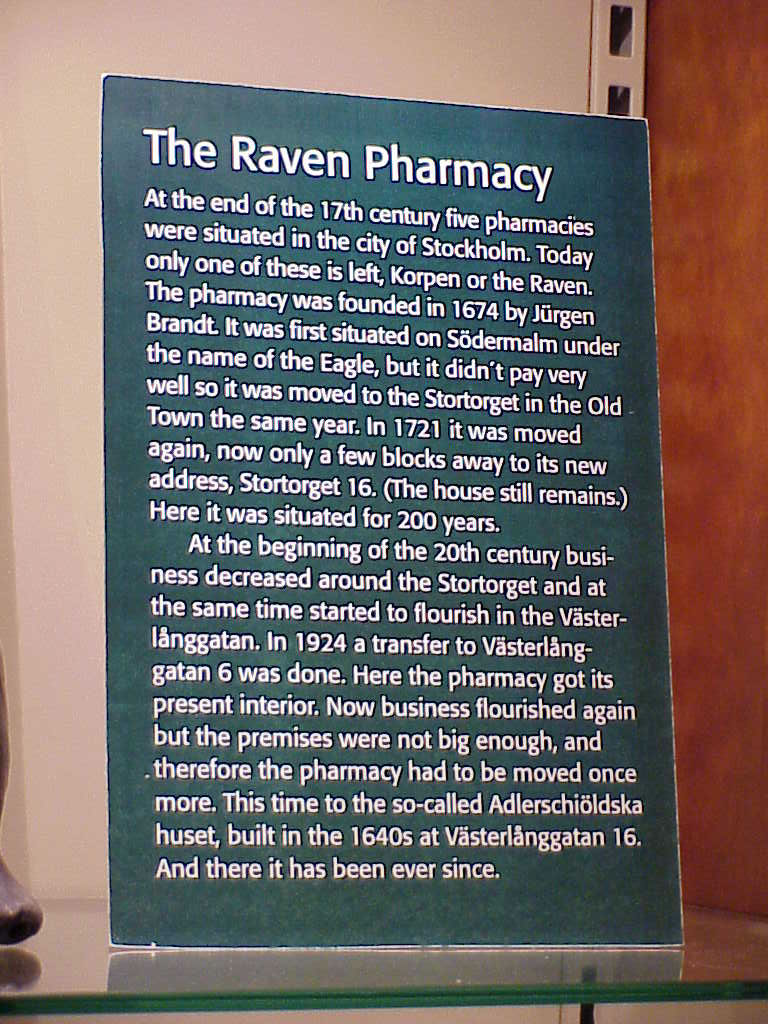 The Raven Pharmacy
At the end of the 17th century five pharmacies
were situated in the city of Stockholm. Today
only one of these is left, Korpen or the Raven.
The pharmacy was founded in 1674 by Jürgen
Brandt. It was first situated on Södermalm under
the name of the Eagle, but it didn´t pay very
well so it was moved to the Stortorget in the Old
Town the same year. In 1721 it was moved
again, now only a few blocks away to its new
address, Stortorget 16. (The house still remains.)
Here it was situated for 200 years.
At the beginning of the 20th century busi-
ness decreased around the Stortorget and at
the same time started to flourish in the Väster-
långgatan. In 1924 a transfer to Västerlång-
gatan 6 was done. Here the pharmacy got its
present interior. Now business flourished again
but the premises were not big enough, and
therefore the pharmacy had to be moved once
more. This time to the so-called Adlerschiöldska
huset, built in the 1640s at Västerlånggatan 16.
And there it has been ever since.